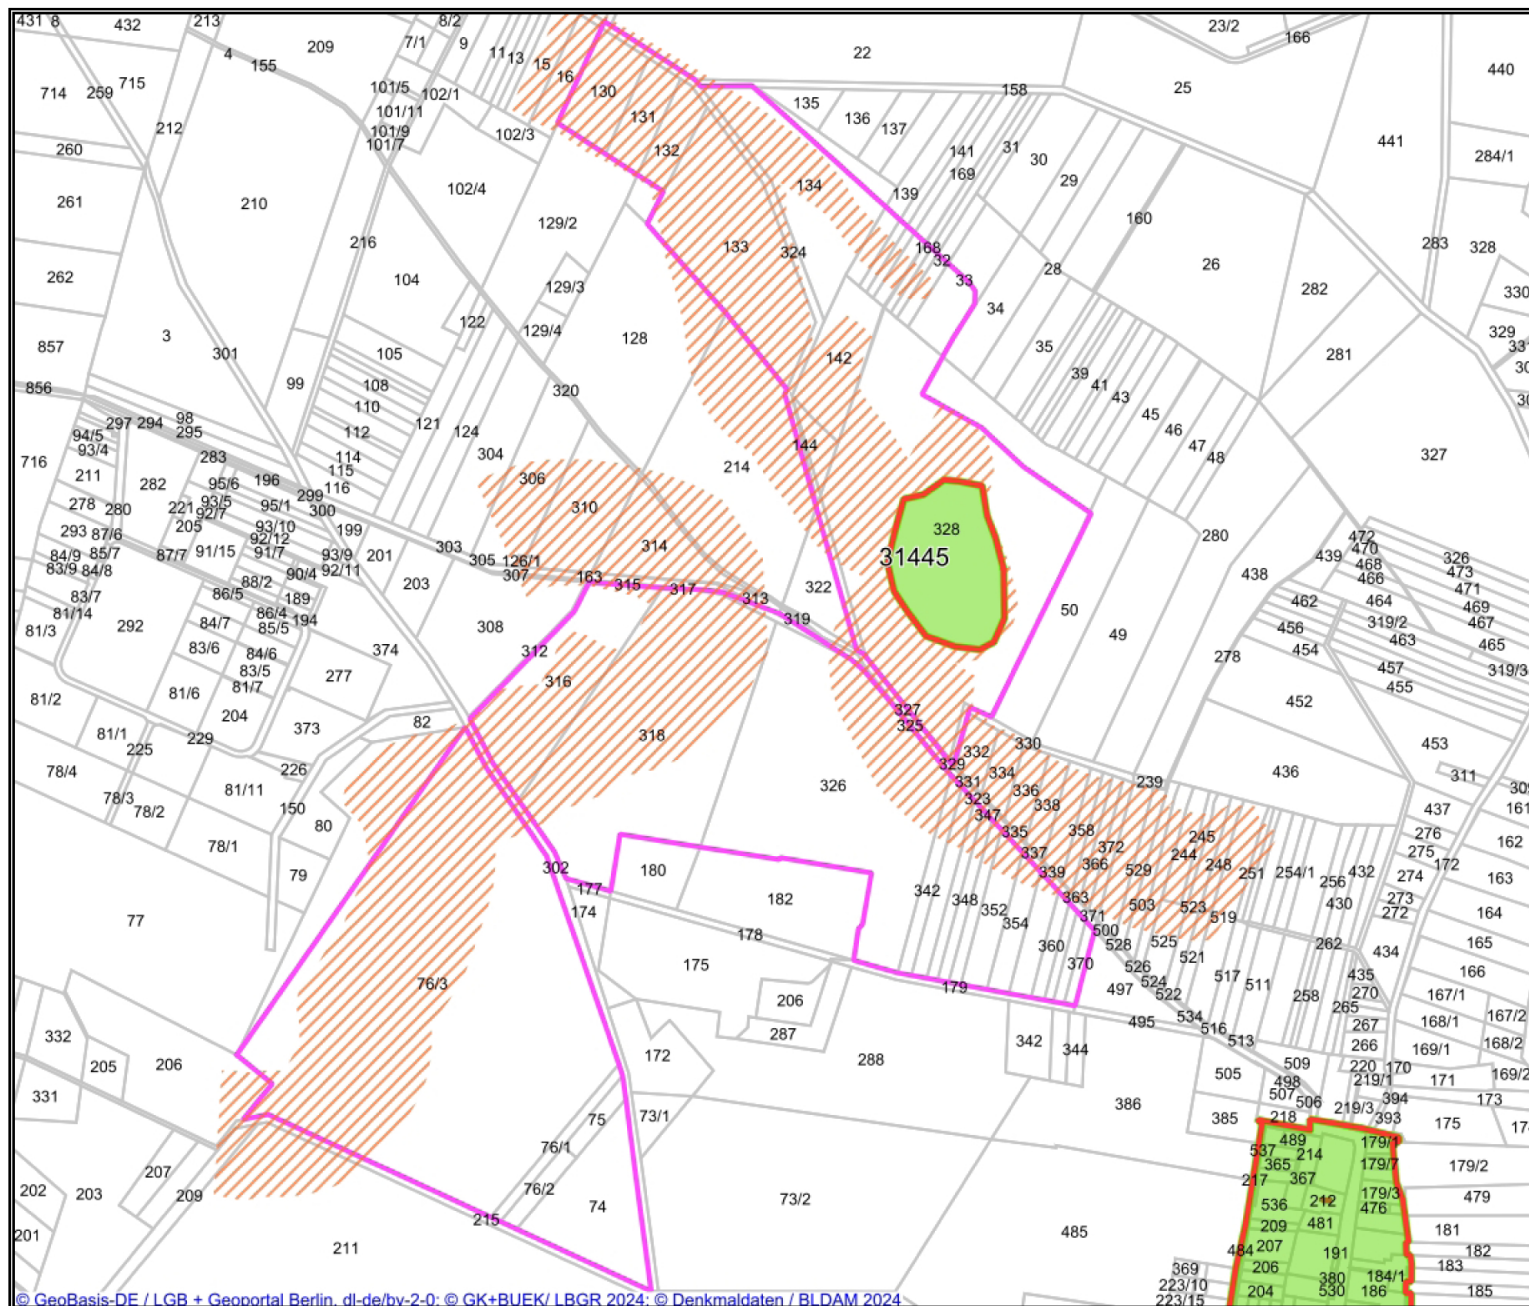 431 8 432 213 8/2 23/2 166
4 155 209 7/1 9 11 13 15 16 22 440
714 259 715 101/5 102/1 130 135 158 25
212 101/11 131 136 137 441
260 101/9 101/7 102/3 132 141 31 30 284/1
261 210 102/4 134 139 169 29
216 129/2 133 324 168 32 160 283 328
262 104 129/3 33 28 26 282 330
3 301 122 129/4 128 34 329
857 105 142 35 281
856 99 108 320 39 41 43
297 294 98 295 110 121 124 144 45 46 47 48 327
94/5 93/4 283 112 304 214
716 211 282 95/6 196 114 115 116 306 310
278 280 221 93/5 92/7 95/1 299 300 328 280 472
293 87/6 205 93/10 92/12 199 314 439 470 326
84/9 85/7 87/7 91/15 91/7 93/9 201 303 305 126/1 31445 438 468 473
83/9 84/8 88/2 90/4 92/11 203 307 163 315 317 322 466 471
83/7 86/5 189 313 50 462 464 469
81/14 84/7 86/4 194 319 49 456 319/2 467
81/3 292 85/5 308 454 463 465
83/6 84/6 374 312 278 457 319/3
81/2 81/6 83/5 81/7 277 316 455
204 82 327 325 452
81/1 225 229 373 318 332 330 453
78/4 226 329 334 239 436 311
78/3 78/2 81/11 150 80 326 331 323 336 338 437 161
347 335 358 245 276
78/1 337 372 244 275 172 162
79 302 177 180 339 366 529 248 251 254/1 432 274 163
174 182 342 348 363 503 523 256 430 273 272
77 352 354 371 519 164
178 500 528 525 262 434 165
76/3 175 360 370 526 521 166
206 179 497 524 522 517 511 258 435 270 265 167/1
332 287 495 534 516 267 168/1 167/2
205 206 172 288 342 344 513 266 169/1 168/2
331 505 509 220 170 169/2
75 73/1 386 498 507 219/1 171
506 394 173
76/1 385 218 219/3 393 175
207 537 489 214 179/1
202 203 209 76/2 365 179/7 179/2
74 73/2 217 367 179/3 479
215 536 212 476
201 211 485 209 481 181
484 207 191 182
369 206 184/1 183
223/10 380
223/15 204 530 186 185
© GeoBasis-DE / LGB + Geoportal Berlin, dl-de/by-2-0; © GK+BUEK/ LBGR 2024; © Denkmaldaten / BLDAM 2024